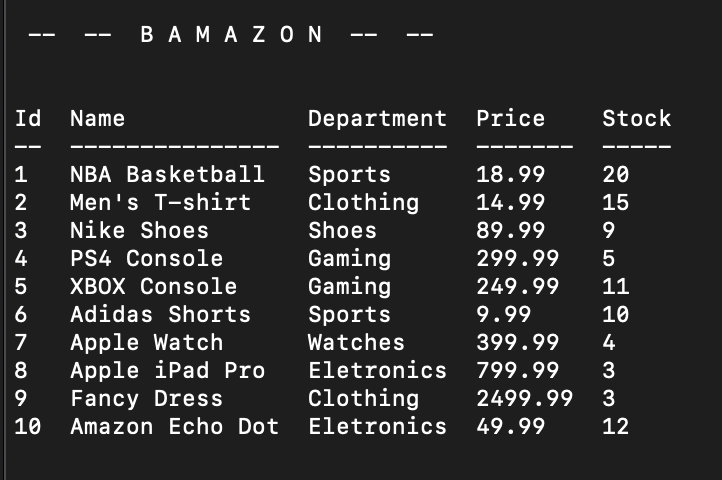 -- -- B A M A Z O N -- --
Id Name Department Price Stock
-- --------------- ---------- ------- -----
1 NBA Basketball Sports 18.99 20
2 Men's T-shirt Clothing 14.99 15
3 Nike Shoes Shoes 89.99 9
4 PS4 Console Gaming 299.99 5
5 XBOX Console Gaming 249.99 11
6 Adidas Shorts Sports 9.99 10
7 Apple Watch Watches 399.99 4
8 Apple iPad Pro Eletronics 799.99 3
9 Fancy Dress Clothing 2499.99 3
10 Amazon Echo Dot Eletronics 49.99 12